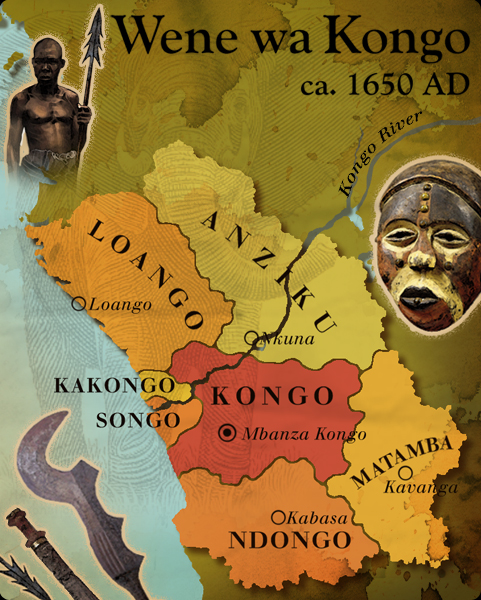 Wene wa Kongo
ca. 1650 AD
Kongo River
ANZIKU
LOANGO
Loango
Nkuna
KAKONGO
KONGO
SONGO
Mbanza Kongo
MATAMBA
Kavanga
Kabasa
NDONGO